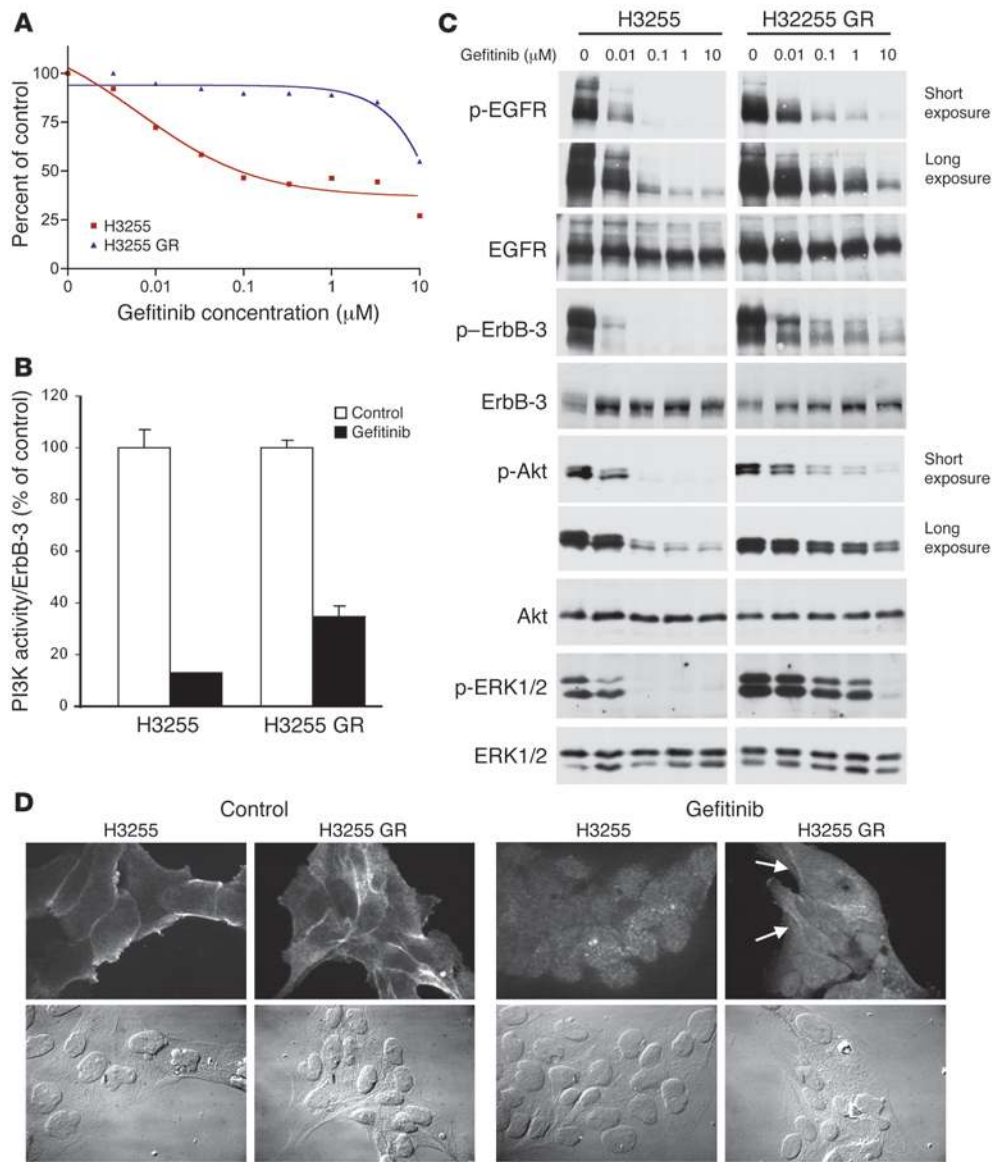 A
Percent of control
100
75
50
25
0
H3255
H3255 GR
0 0.01 0.1 1 10
Gefitinib concentration (μM)
B
PI3K activity/ErbB-3 (% of control)
120
100
80
60
40
20
0
Control
Gefitinib
H3255 H3255 GR
C
H3255 H32255 GR
Gefitinib (μM) 0 0.01 0.1 1 10 0 0.01 0.1 1 10
p-EGFR Short exposure
Long exposure
EGFR
p–ErbB-3
ErbB-3
p-Akt Short exposure
Long exposure
Akt
p-ERK1/2
ERK1/2
D
Control Gefitinib
H3255 H3255 GR H3255 H3255 GR